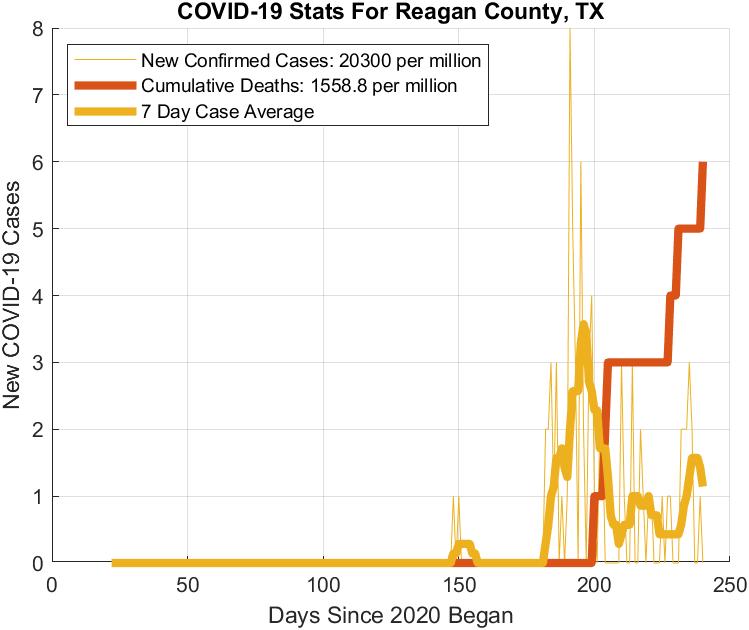 COVID-19 Stats For Reagan County, TX
New Confirmed Cases: 20300 per million
Cumulative Deaths: 1558.8 per million
7 Day Case Average
New COVID-19 Cases
8
7
6
5
4
3
2
1
0
0 50 100 150 200 250
Days Since 2020 Began